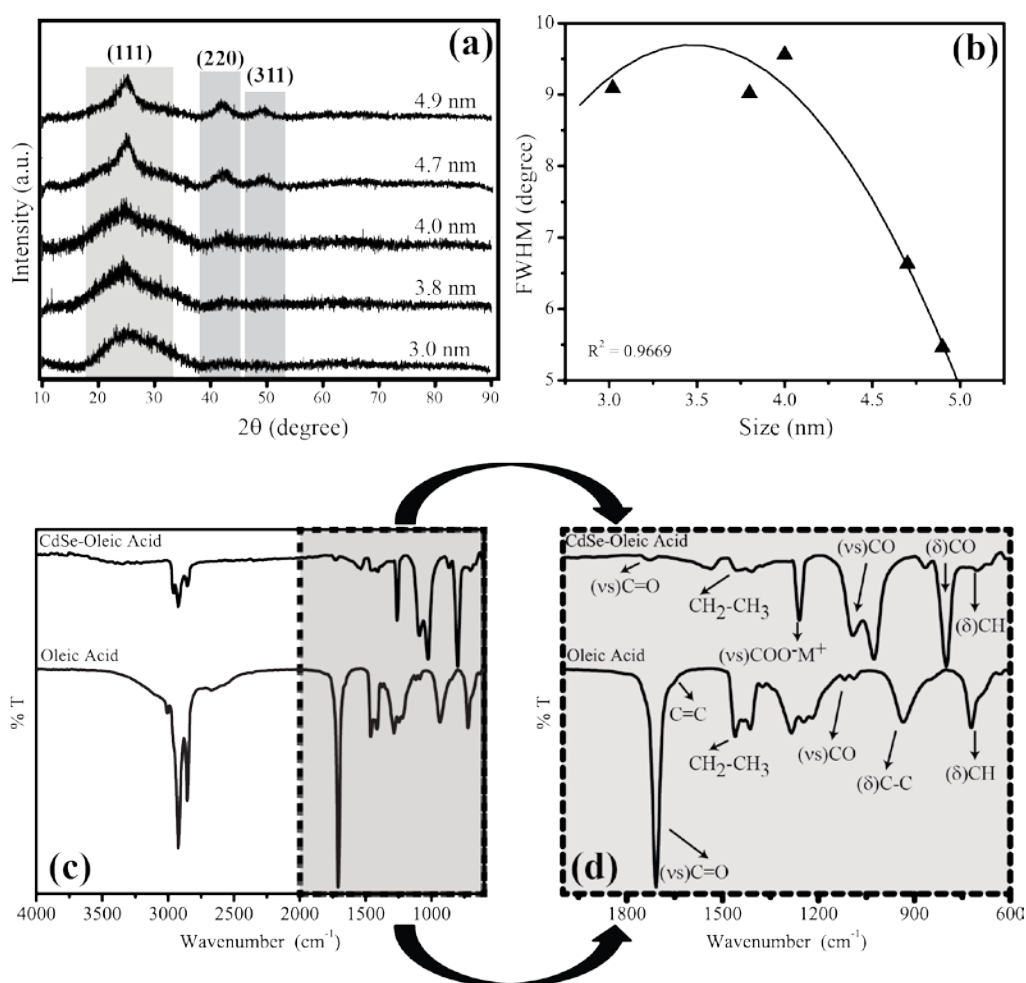 (a)
(111)
(220)
(311)
4.9 nm
4.7 nm
4.0 nm
3.8 nm
3.0 nm
Intensity (a.u.)
10 20 30 40 50 60 70 80 90
2θ (degree)
(b)
10
9
8
7
6
5
FWHM (degree)
R² = 0.9669
3.0 3.5 4.0 4.5 5.0
Size (nm)
CdSe-Oleic Acid
Oleic Acid
% T
(c)
4000 3500 3000 2500 2000 1500 1000
Wavenumber (cm⁻¹)
CdSe-Oleic Acid
(νs)C=O
CH₂-CH₃
(νs)COO⁻M⁺
(νs)CO
(δ)CO
(δ)CH
Oleic Acid
% T
C=C
CH₂-CH₃
(νs)CO
(δ)C-C
(δ)CH
(νs)C=O
(d)
1800 1500 1200 900 600
Wavenumber (cm⁻¹)